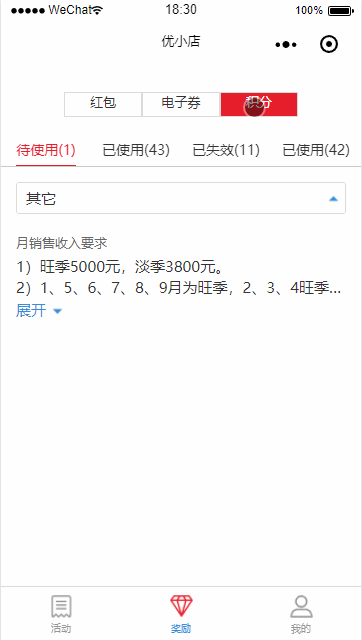 WeChat 18:30 100%
优小店
红包 电子券 积分
待使用(1) 已使用(43) 已失效(11) 已使用(42)
其它
月销售收入要求
1）旺季5000元，淡季3800元。
2）1、5、6、7、8、9月为旺季，2、3、4旺季...
展开
活动 奖励 我的